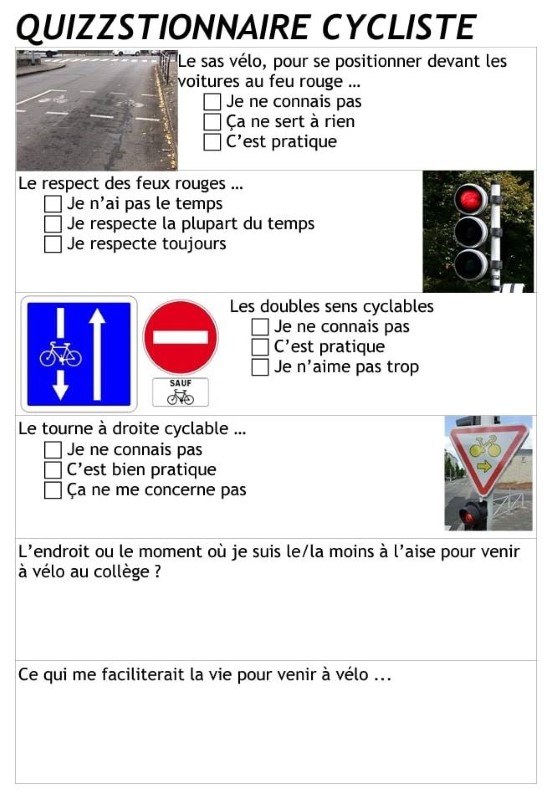 QUIZZSTIONNAIRE CYCLISTE
Le sas vélo, pour se positionner devant les
voitures au feu rouge ...
Je ne connais pas
Ça ne sert à rien
C'est pratique
Le respect des feux rouges ...
Je n'ai pas le temps
Je respecte la plupart du temps
Je respecte toujours
SAUF
Les doubles sens cyclables
Je ne connais pas
C'est pratique
Je n'aime pas trop
Le tourne à droite cyclable ...
Je ne connais pas
C'est bien pratique
Ça ne me concerne pas
L'endroit ou le moment où je suis le/la moins à l'aise pour venir
à vélo au collège ?
Ce qui me faciliterait la vie pour venir à vélo ...